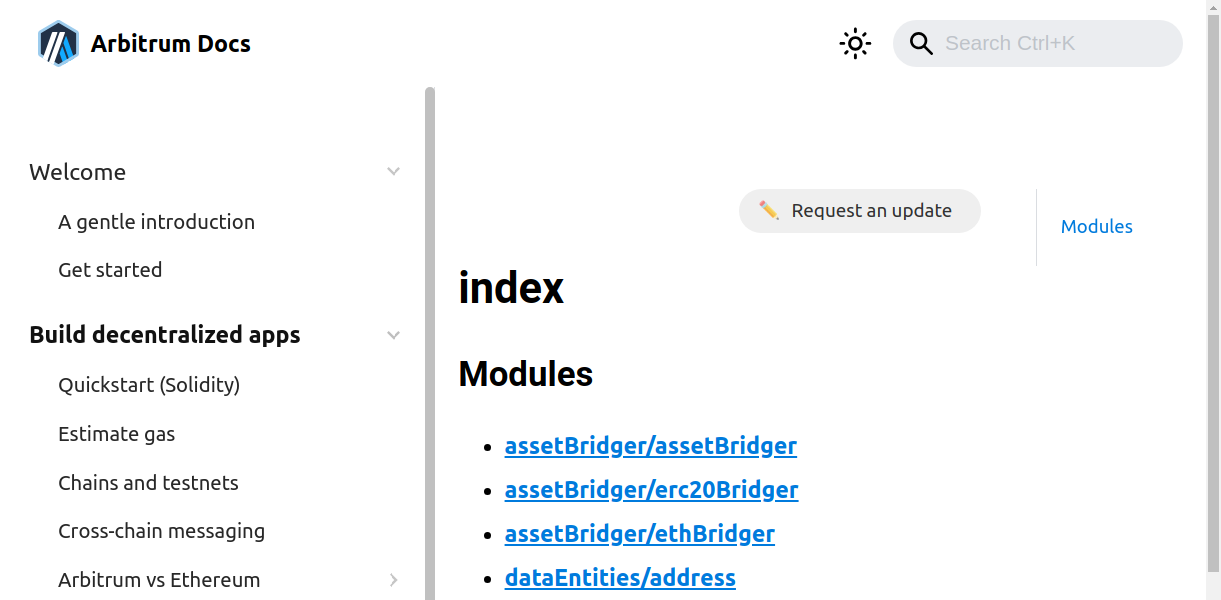 Arbitrum Docs
Search Ctrl+K
Welcome
A gentle introduction
Get started
Build decentralized apps
Quickstart (Solidity)
Estimate gas
Chains and testnets
Cross-chain messaging
Arbitrum vs Ethereum
Request an update
index
Modules
assetBridger/assetBridger
assetBridger/erc20Bridger
assetBridger/ethBridger
dataEntities/address
Modules